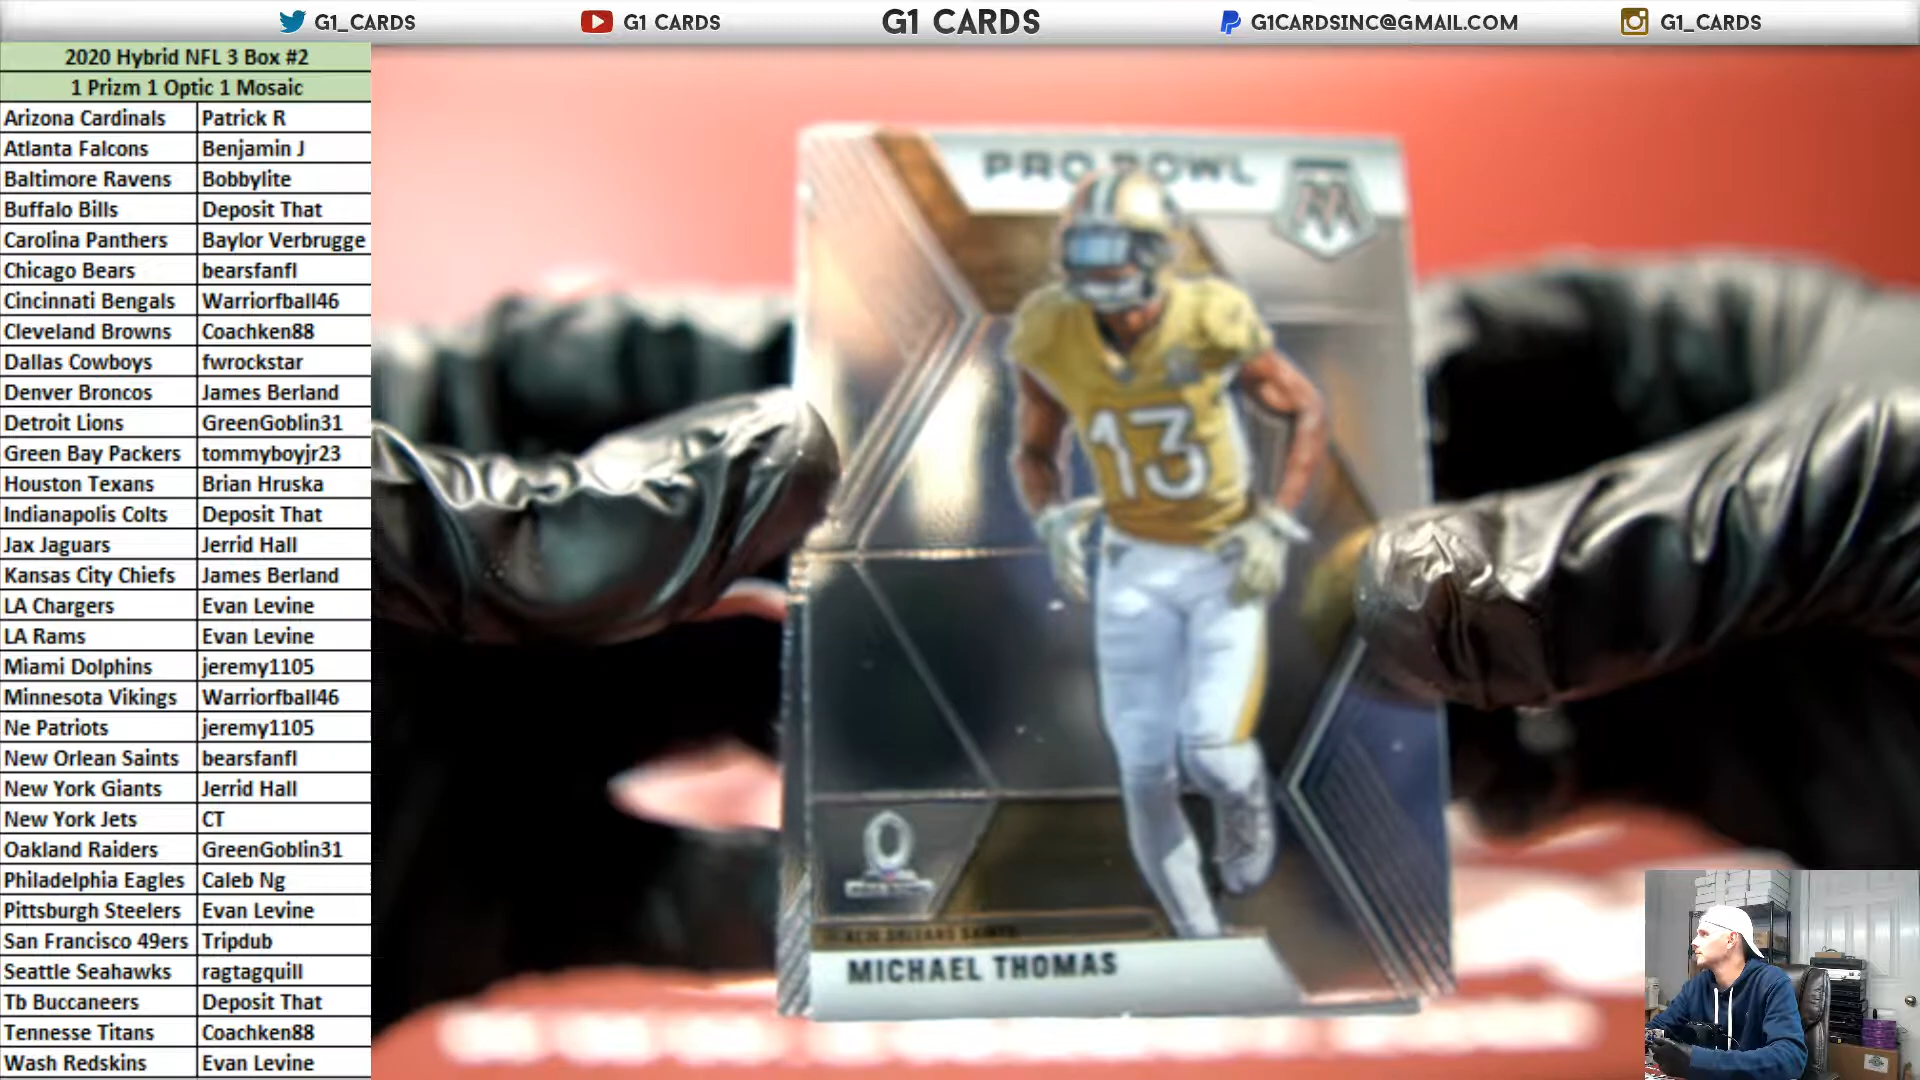 G1_CARDS G1 CARDS G1 CARDS G1CARDSINC@GMAIL.COM G1_CARDS
2020 Hybrid NFL 3 Box #2
1 Prizm 1 Optic 1 Mosaic
Arizona Cardinals Patrick R
Atlanta Falcons Benjamin J
Baltimore Ravens Bobbylite
Buffalo Bills Deposit That
Carolina Panthers Baylor Verbrugge
Chicago Bears bearsfanfl
Cincinnati Bengals Warriorfball46
Cleveland Browns Coachken88
Dallas Cowboys fwrockstar
Denver Broncos James Berland
Detroit Lions GreenGoblin31
Green Bay Packers tommyboyjr23
Houston Texans Brian Hruska
Indianapolis Colts Deposit That
Jax Jaguars Jerrid Hall
Kansas City Chiefs James Berland
LA Chargers Evan Levine
LA Rams Evan Levine
Miami Dolphins jeremy1105
Minnesota Vikings Warriorfball46
Ne Patriots jeremy1105
New Orlean Saints bearsfanfl
New York Giants Jerrid Hall
New York Jets CT
Oakland Raiders GreenGoblin31
Philadelphia Eagles Caleb Ng
Pittsburgh Steelers Evan Levine
San Francisco 49ers Tripdub
Seattle Seahawks ragtagquill
Tb Buccaneers Deposit That
Tennesse Titans Coachken88
Wash Redskins Evan Levine
PRO BOWL
13
NEW ORLEANS SAINTS
MICHAEL THOMAS